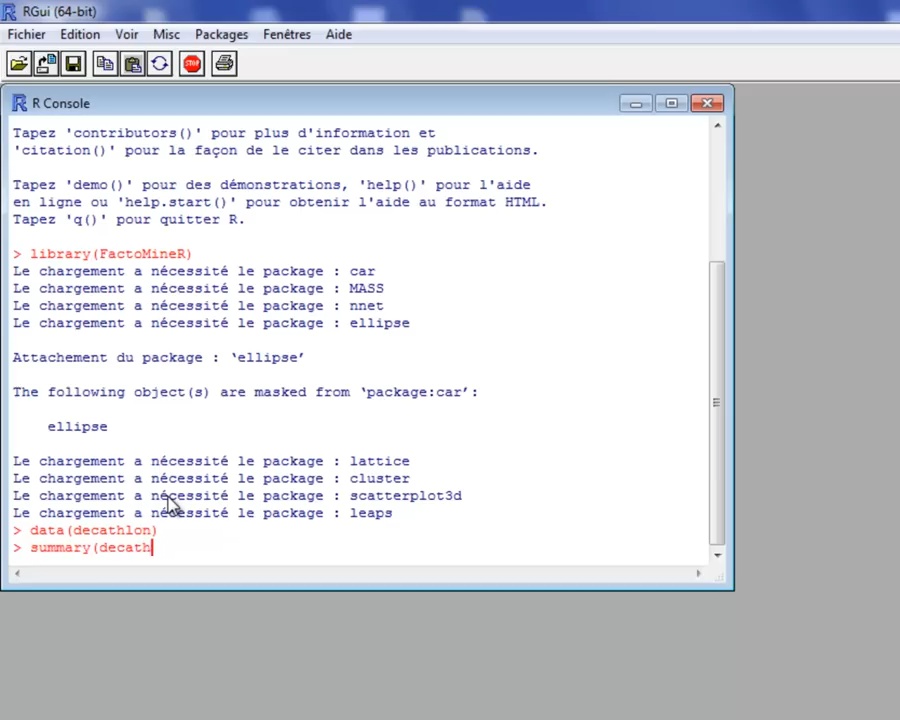 RGui (64-bit)
Fichier Edition Voir Misc Packages Fenêtres Aide
STOP
R Console
Tapez 'contributors()' pour plus d'information et
'citation()' pour la façon de le citer dans les publications.
Tapez 'demo()' pour des démonstrations, 'help()' pour l'aide
en ligne ou 'help.start()' pour obtenir l'aide au format HTML.
Tapez 'q()' pour quitter R.
> library(FactoMineR)
Le chargement a nécessité le package : car
Le chargement a nécessité le package : MASS
Le chargement a nécessité le package : nnet
Le chargement a nécessité le package : ellipse
Attachement du package : ‘ellipse’
The following object(s) are masked from ‘package:car’:
ellipse
Le chargement a nécessité le package : lattice
Le chargement a nécessité le package : cluster
Le chargement a nécessité le package : scatterplot3d
Le chargement a nécessité le package : leaps
> data(decathlon)
> summary(decath